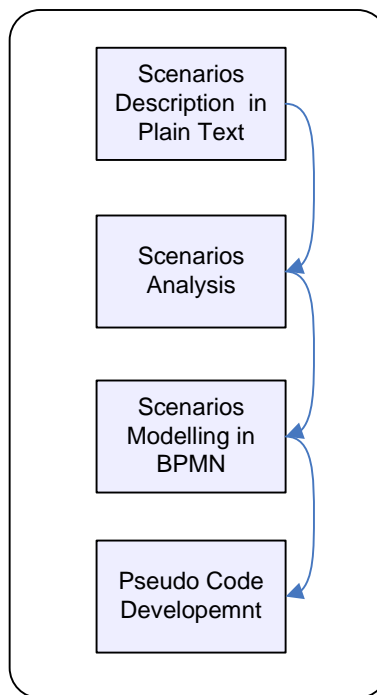 Scenarios
Description in
Plain Text
Scenarios
Analysis
Scenarios
Modelling in
BPMN
Pseudo Code
Developemnt